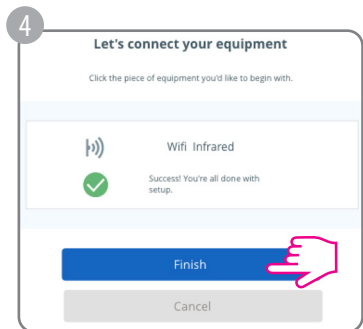 4
Let's connect your equipment
Click the piece of equipment you'd like to begin with.
Wifi Infrared
Success! You're all done with
setup.
Finish
Cancel